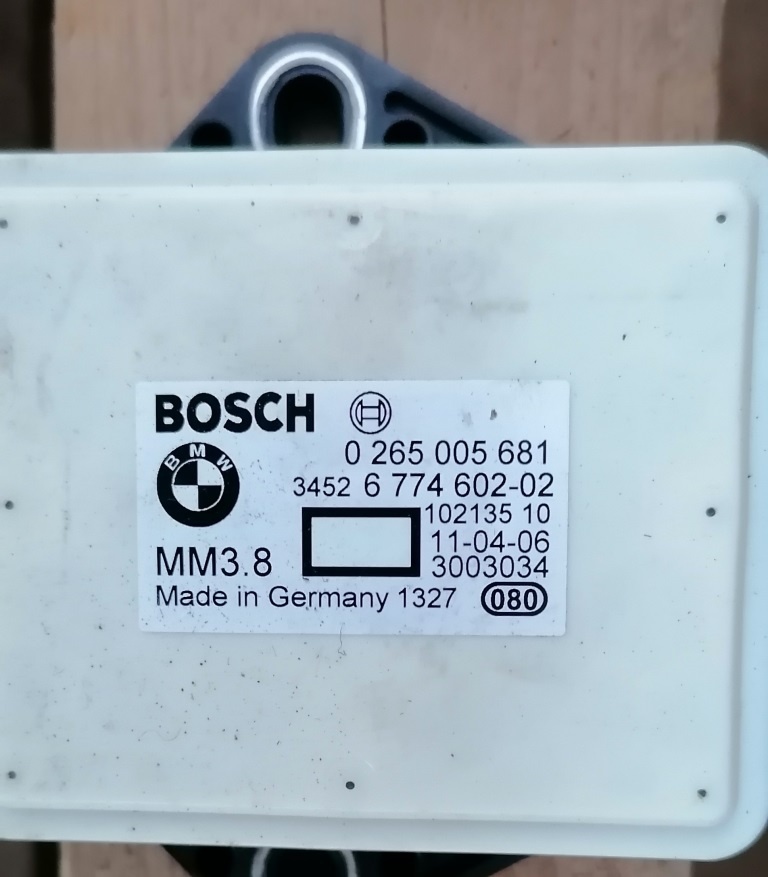 BOSCH
0 265 005 681
BMW
3452 6 774 602-02
102135 10
11-04-06
MM3.8
3003034
Made in Germany 1327 080